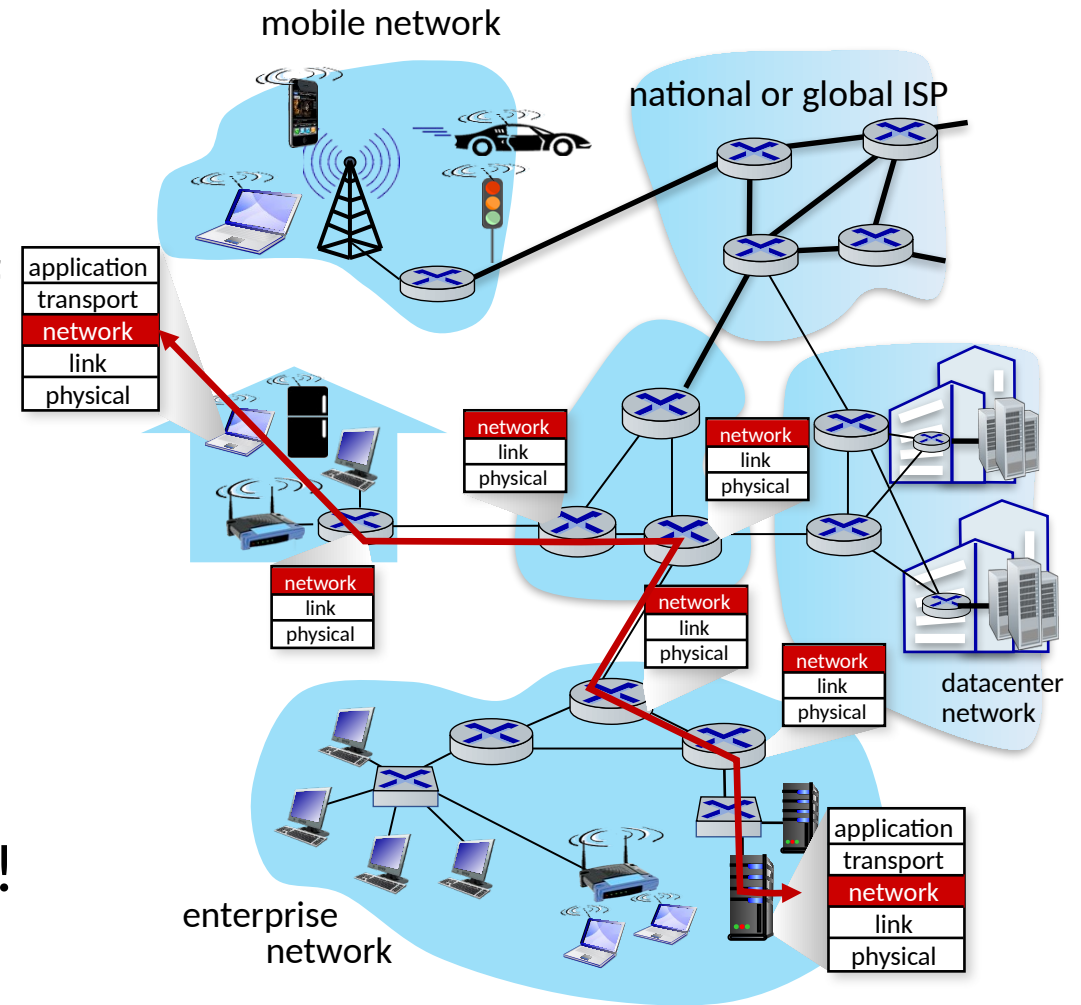 mobile network
national or global ISP
application
transport
network
link
physical
network
link
physical
network
link
physical
network
link
physical
network
link
physical
network
link
physical
datacenter
network
application
transport
network
link
physical
enterprise
network
!